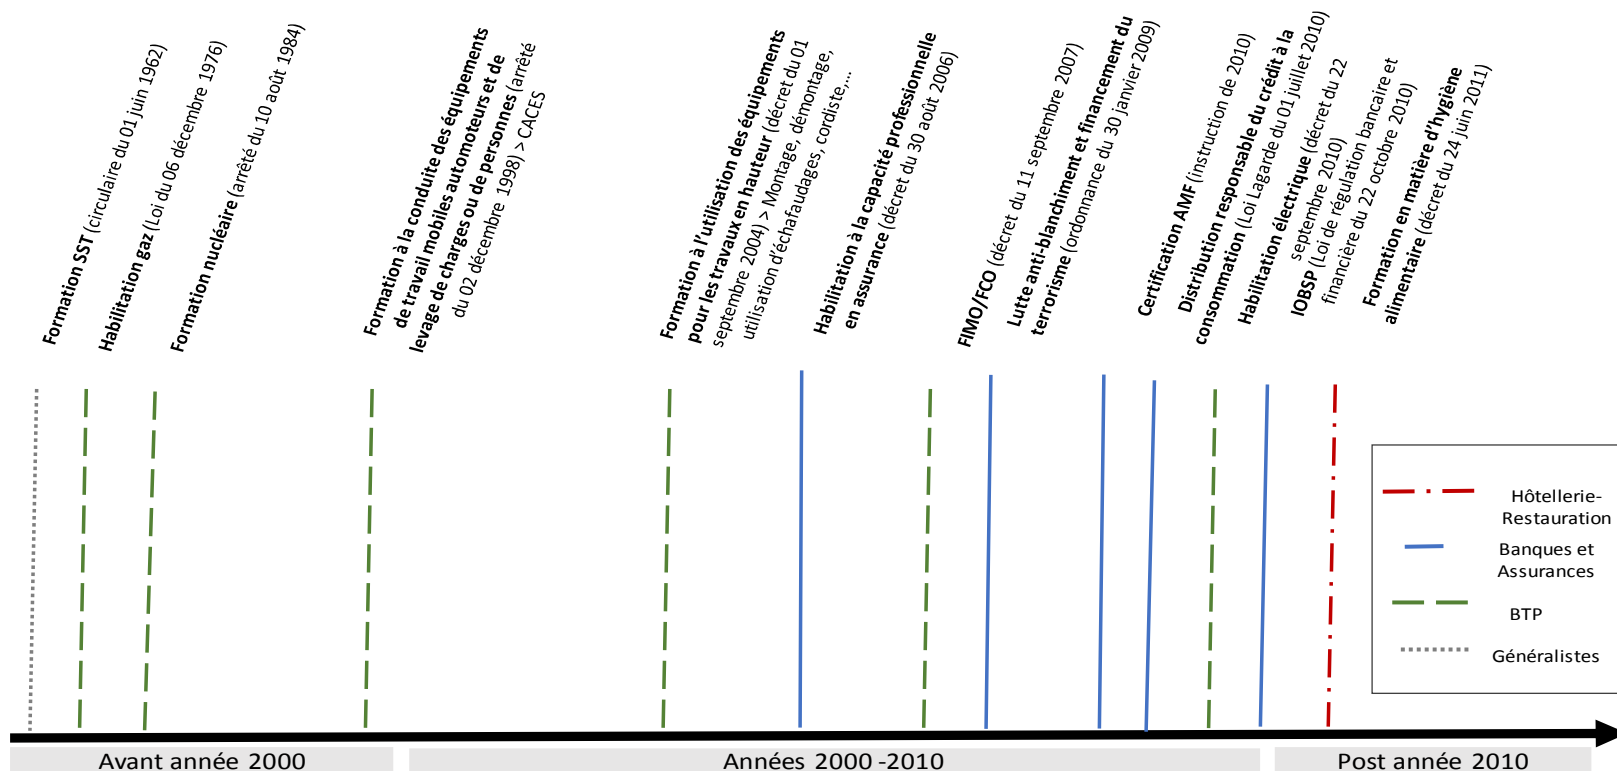 Formation SST (circulaire du 01 juin 1962)
Habitation gaz (Loi du 06 décembre 1976)
Formation nucléaire (arrêté du 10 août 1984)
Formation à la conduite des équipements
de travail mobiles automoteurs et de
levage de charges ou de personnes (arrêté
du 02 décembre 1998) > CACES
Formation à l'utilisation des équipements
pour les travaux en hauteur (décret du 01
septembre 2004) > Montage, démontage,
utilisation d'échafaudages, cordiste,...
Habilitation à la capacité professionnelle
en assurance (décret du 30 août 2006)
FIMO/FCO (décret du 11 septembre 2007)
Lutte anti-blanchiment et financement du
terrorisme (ordonnance du 30 janvier 2009)
Certification AMF (instruction de 2010)
Distribution responsable du crédit à la
consommation (Loi Lagarde du 01 juillet 2010)
Habilitation électrique (décret du 22
septembre 2010)
IOBSP (Loi de régulation bancaire et
financière du 22 octobre 2010)
Formation en matière d'hygiène
alimentaire (décret du 24 juin 2011)
Hôtellerie-
Restauration
Banques et
Assurances
BTP
Généralistes
Avant année 2000
Années 2000 -2010
Post année 2010